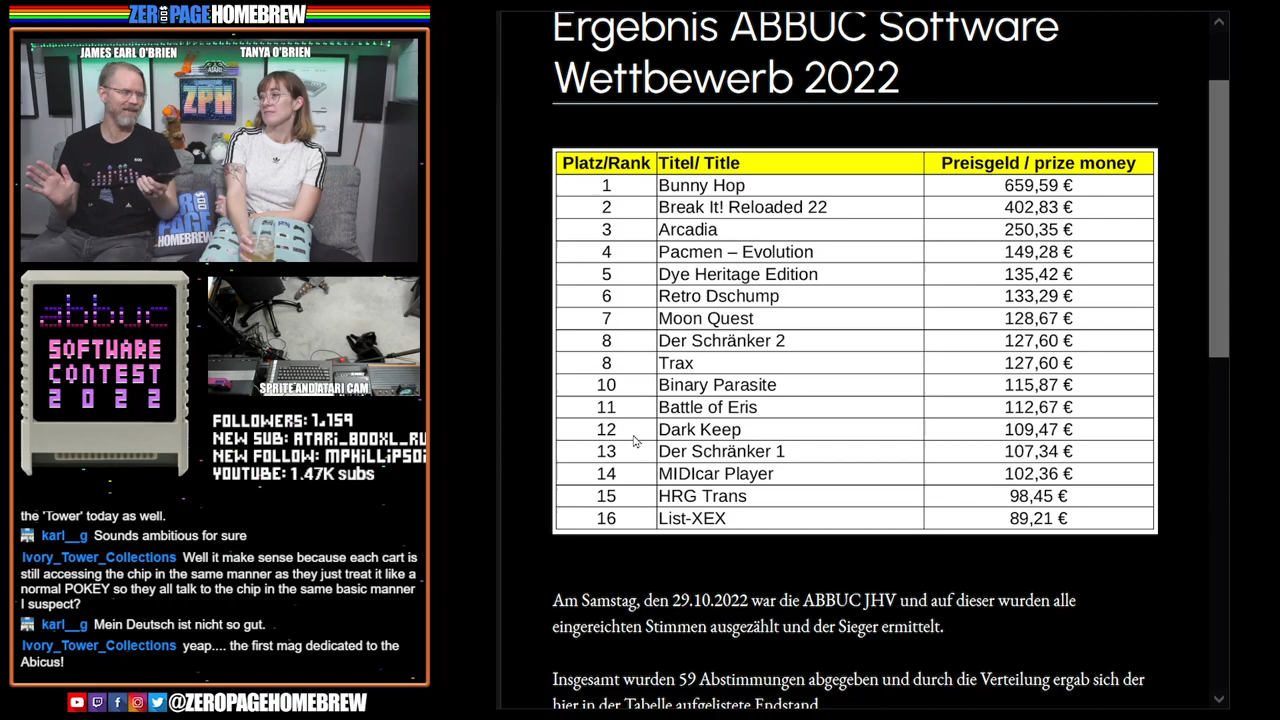 ZEROPAGEHOMEBREW
JAMES EARL O'BRIEN
TANYA O'BRIEN
ATARI
ZPH
ZERO
PAGE
HOMEBREW
abbuc
SOFTWARE
CONTEST
2022
SPRITE AND ATARI CAM
FOLLOWERS: 1,159
NEW SUB: ATARI_800XL_RU
NEW FOLLOW: MPHILLIPSO
YOUTUBE: 1.47K subs
the 'Tower' today as well.
karl__g Sounds ambitious for sure
Ivory_Tower_Collections Well it make sense because each cart is
still accessing the chip in the same manner as they just treat it like a
normal POKEY so they all talk to the chip in the same basic manner
I suspect?
karl__g Mein Deutsch ist nicht so gut.
Ivory_Tower_Collections yeap.... the first mag dedicated to the
Abicus!
@ZEROPAGEHOMEBREW
Ergebnis ABBUC Software
Wettbewerb 2022
Platz/Rank Titel/ Title Preisgeld / prize money
1 Bunny Hop 659,59 €
2 Break It! Reloaded 22 402,83 €
3 Arcadia 250,35 €
4 Pacmen – Evolution 149,28 €
5 Dye Heritage Edition 135,42 €
6 Retro Dschump 133,29 €
7 Moon Quest 128,67 €
8 Der Schränker 2 127,60 €
8 Trax 127,60 €
10 Binary Parasite 115,87 €
11 Battle of Eris 112,67 €
12 Dark Keep 109,47 €
13 Der Schränker 1 107,34 €
14 MIDIcar Player 102,36 €
15 HRG Trans 98,45 €
16 List-XEX 89,21 €
Am Samstag, den 29.10.2022 war die ABBUC JHV und auf dieser wurden alle
eingereichten Stimmen ausgezählt und der Sieger ermittelt.
Insgesamt wurden 59 Abstimmungen abgegeben und durch die Verteilung ergab sich der
hier in der Tabelle aufgelistete Endstand.